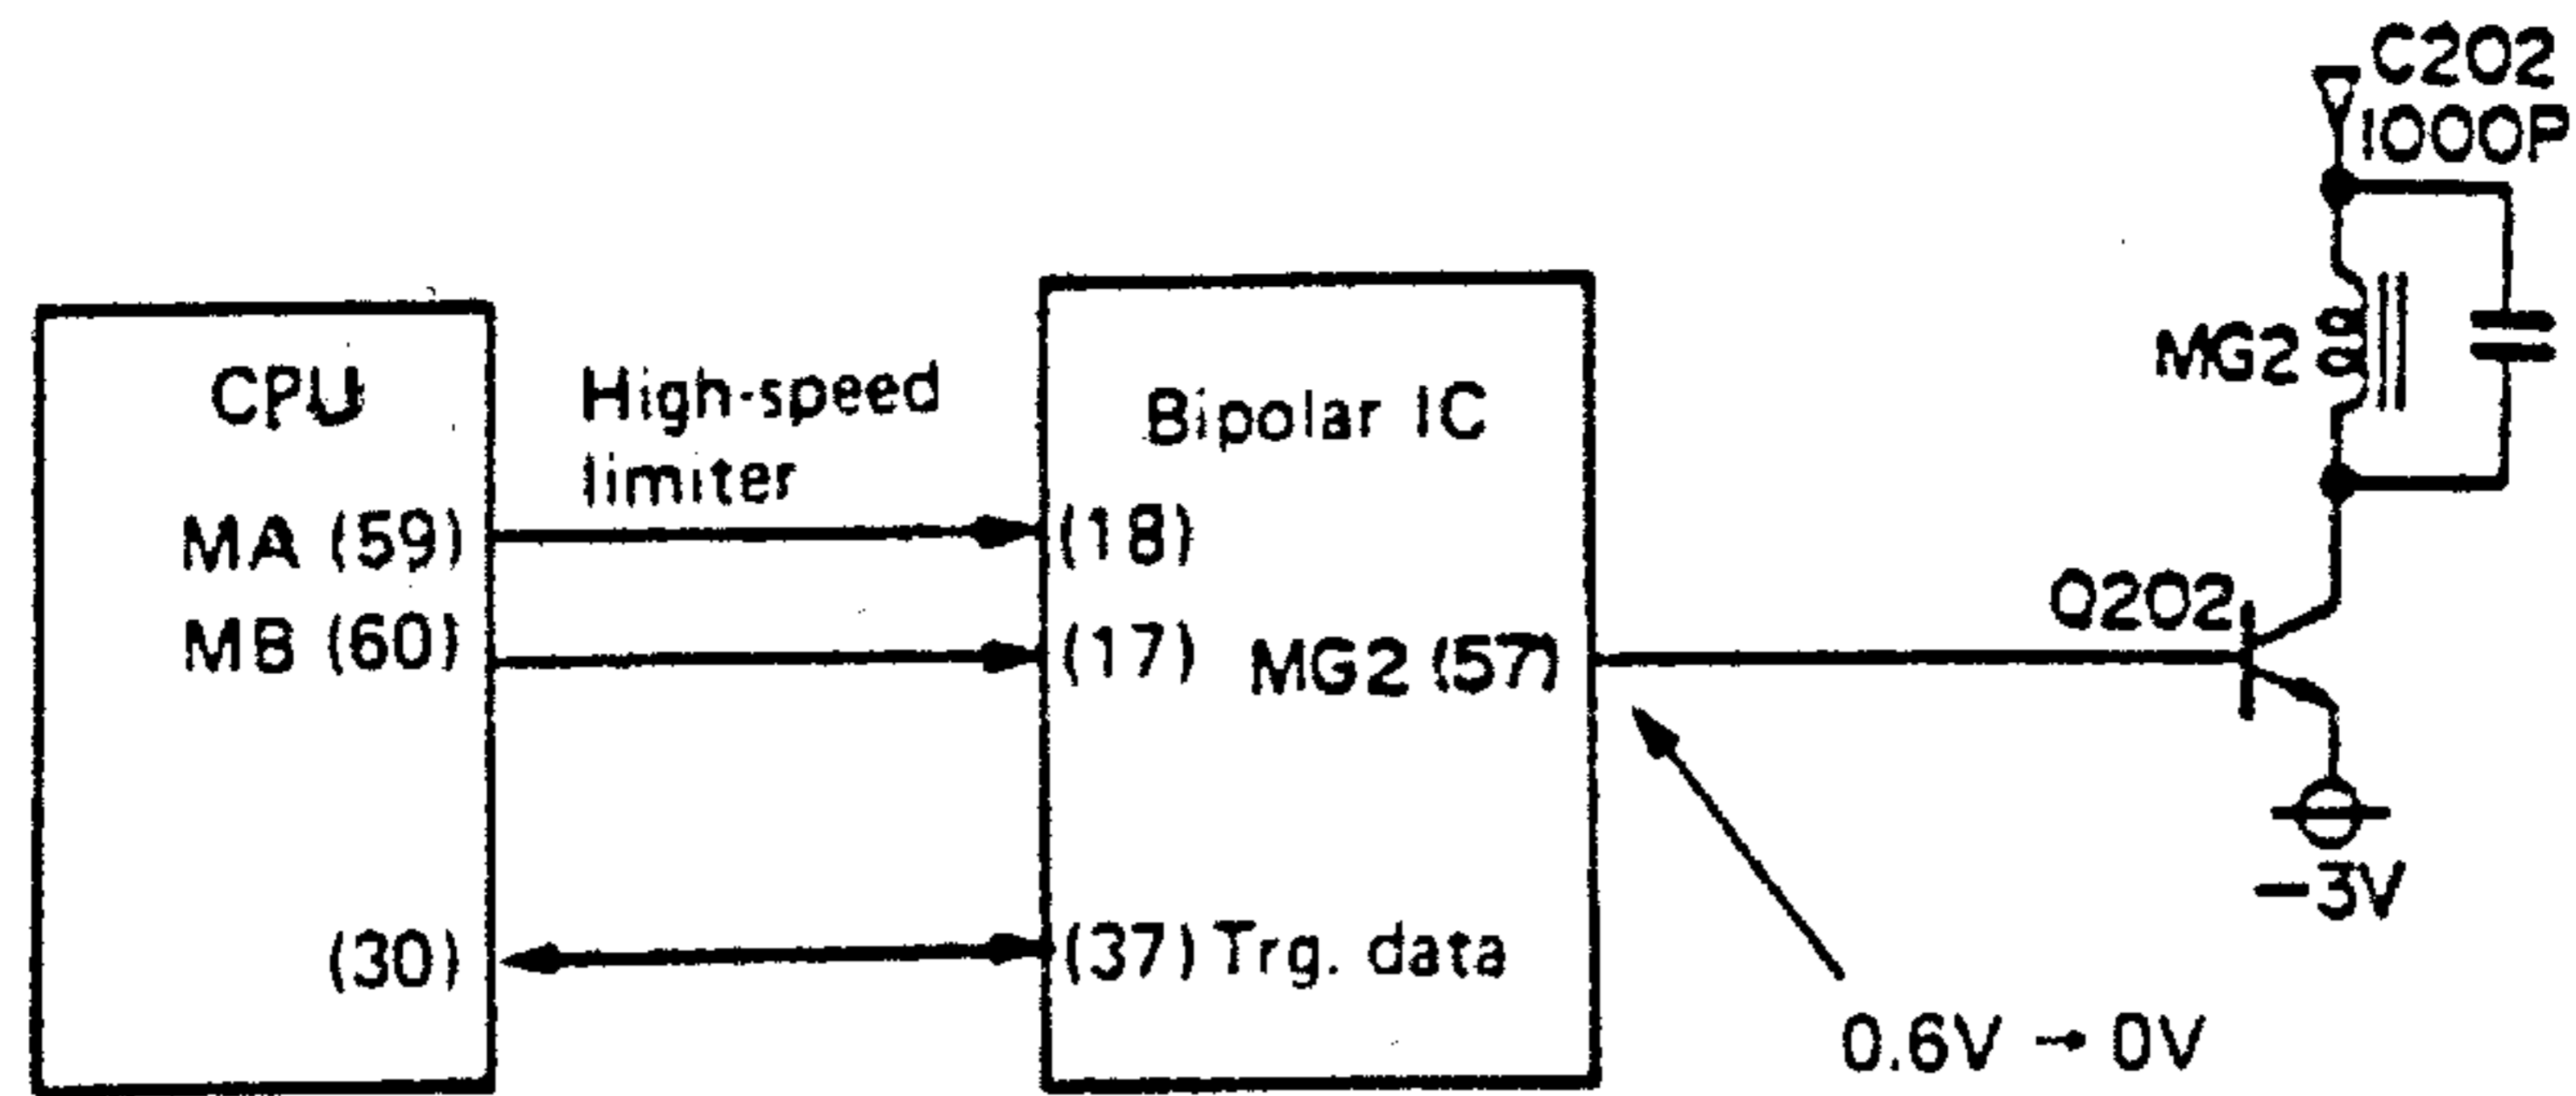 C202
1000P
CPU
High-speed
limiter
Bipolar IC
MG2
MA (59)
(18)
MB (60)
(17)
MG2 (57)
Q202
-3V
(30)
(37) Trg. data
0.6V → 0V